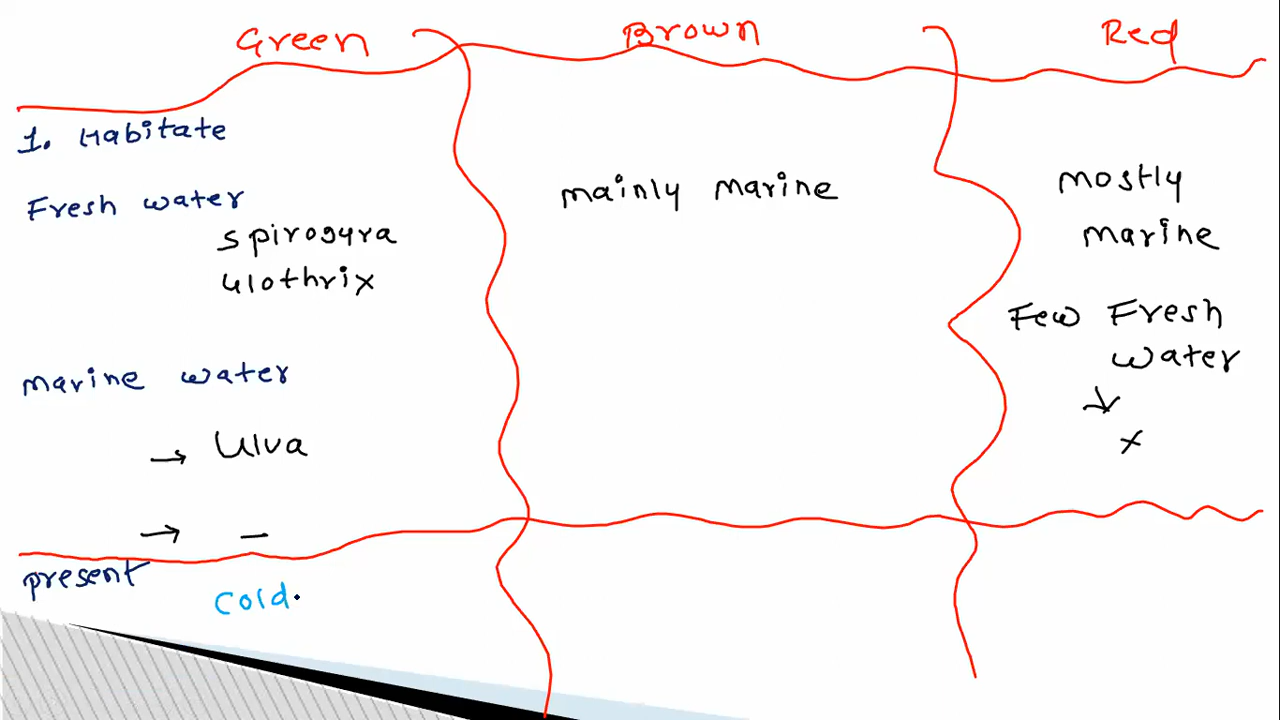 Green Brown Red
1. Habitate
Fresh water
spirogyra
ulothrix
marine water
→ Ulva
→ –
mainly marine
mostly
marine
Few Fresh
water
↓
x
present
Cold